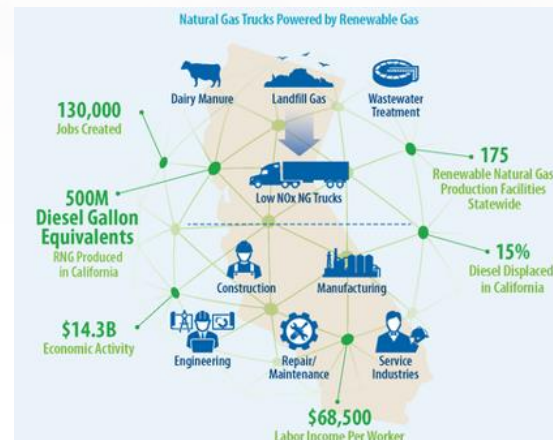 Natural Gas Trucks Powered by Renewable Gas
Dairy Manure
Landfill Gas
Wastewater
Treatment
130,000
Jobs Created
175
Renewable Natural Gas
Production Facilities
Statewide
Low NOx NG Trucks
500M
Diesel Gallon
Equivalents
RNG Produced
in California
15%
Diesel Displaced
in California
Construction
Manufacturing
$14.3B
Economic Activity
Engineering
Repair/
Maintenance
Service
Industries
$68,500
Labor Income Per Worker